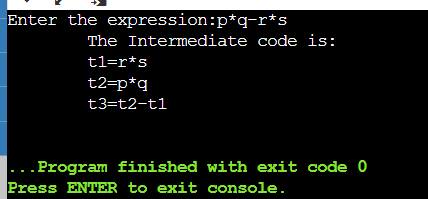 Enter the expression:p*q-r*s
The Intermediate code is:
t1=r*s
t2=p*q
t3=t2-t1
...Program finished with exit code 0
Press ENTER to exit console.